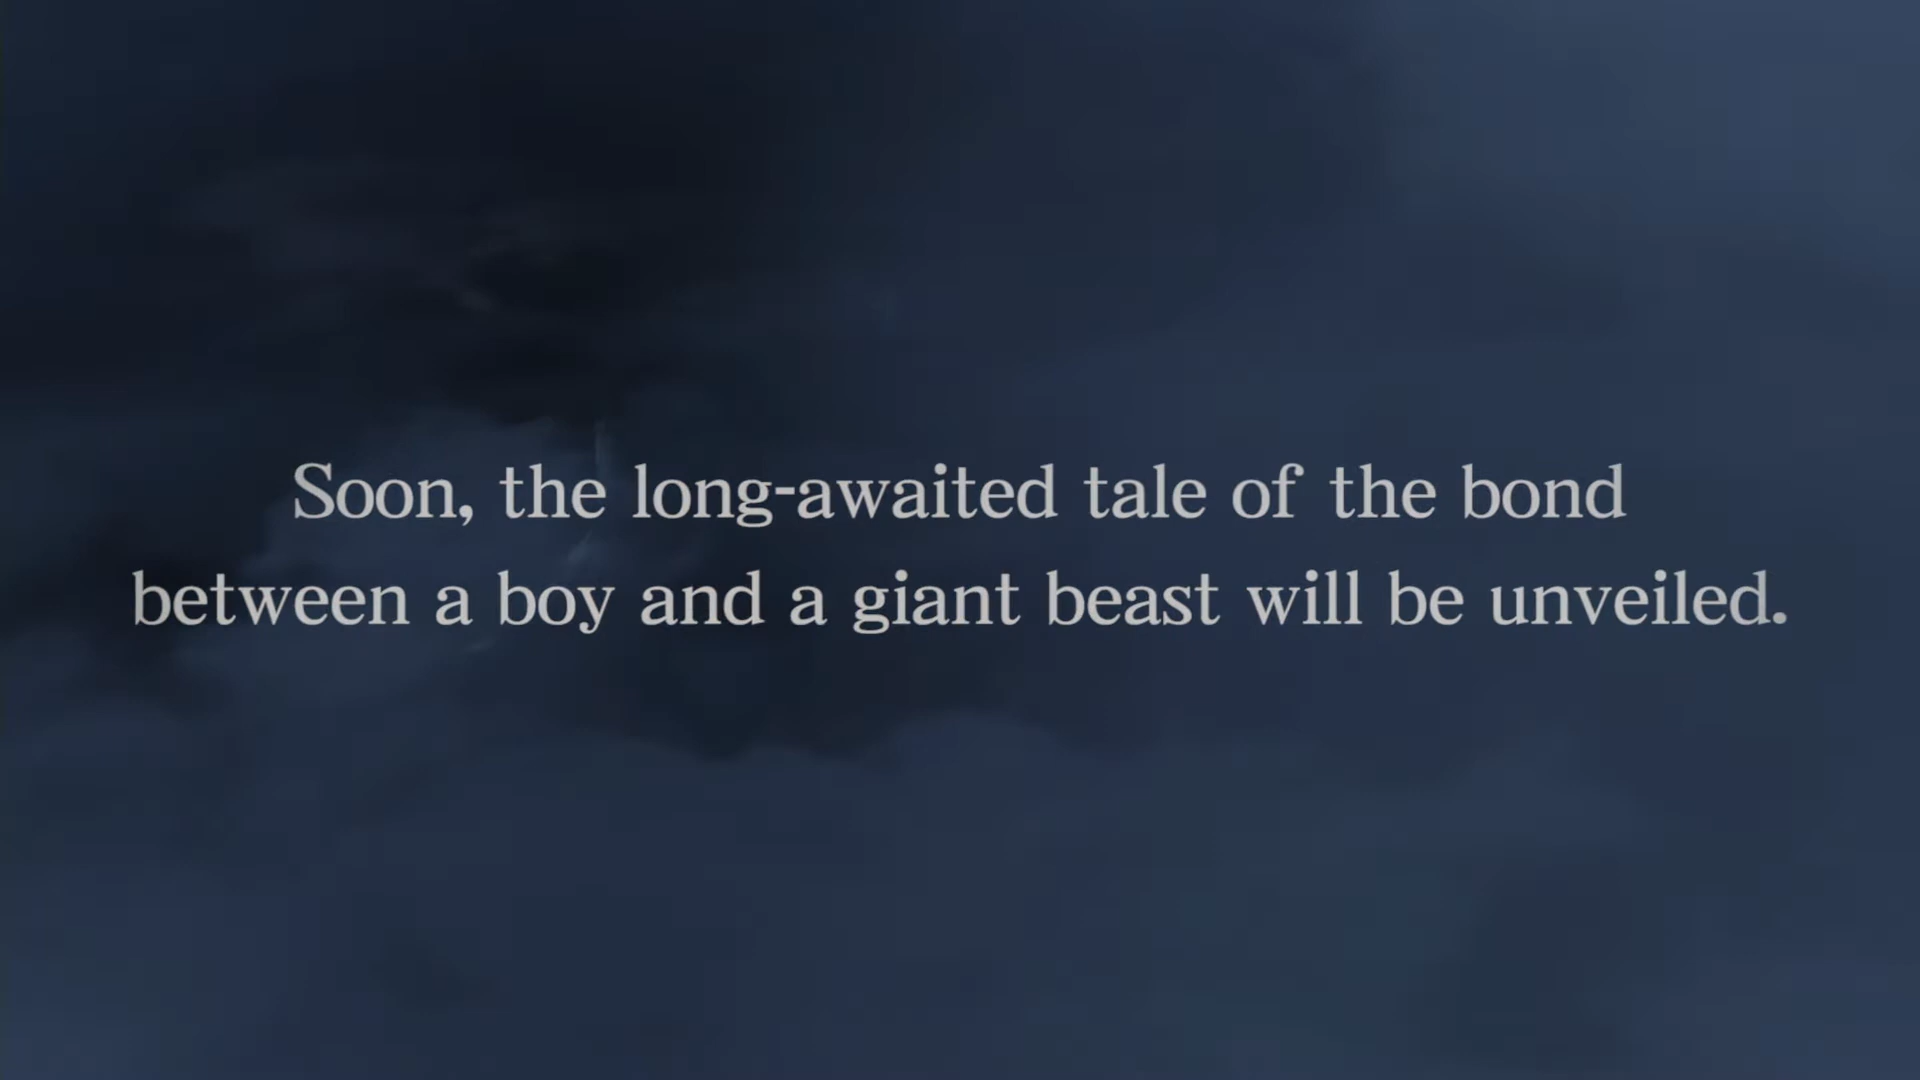 Soon, the long-awaited tale of the bond
between a boy and a giant beast will be unveiled.